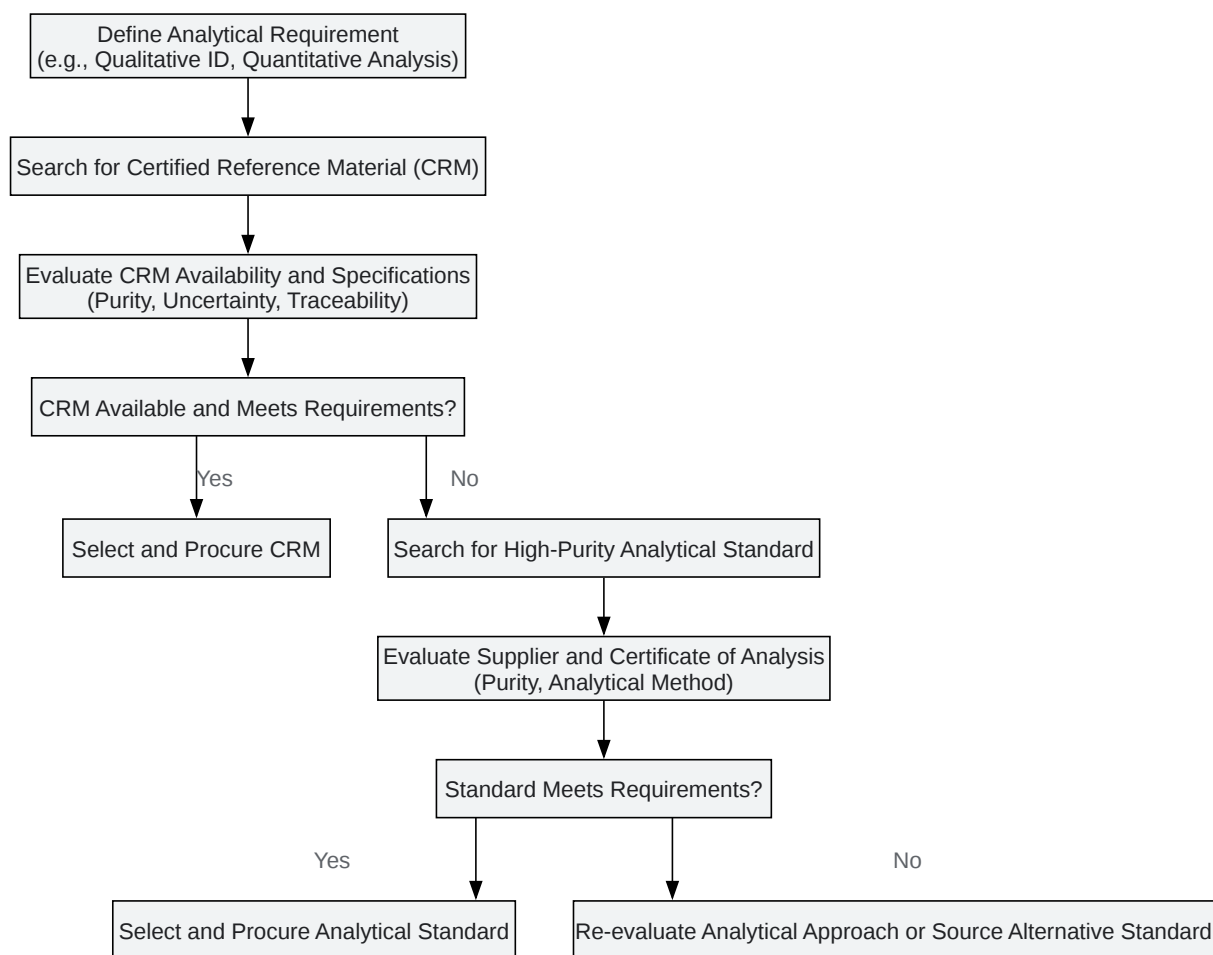 Define Analytical Requirement
(e.g., Qualitative ID, Quantitative Analysis)
Search for Certified Reference Material (CRM)
Evaluate CRM Availability and Specifications
(Purity, Uncertainty, Traceability)
CRM Available and Meets Requirements?
Yes
No
Select and Procure CRM
Search for High-Purity Analytical Standard
Evaluate Supplier and Certificate of Analysis
(Purity, Analytical Method)
Standard Meets Requirements?
Yes
No
Select and Procure Analytical Standard
Re-evaluate Analytical Approach or Source Alternative Standard